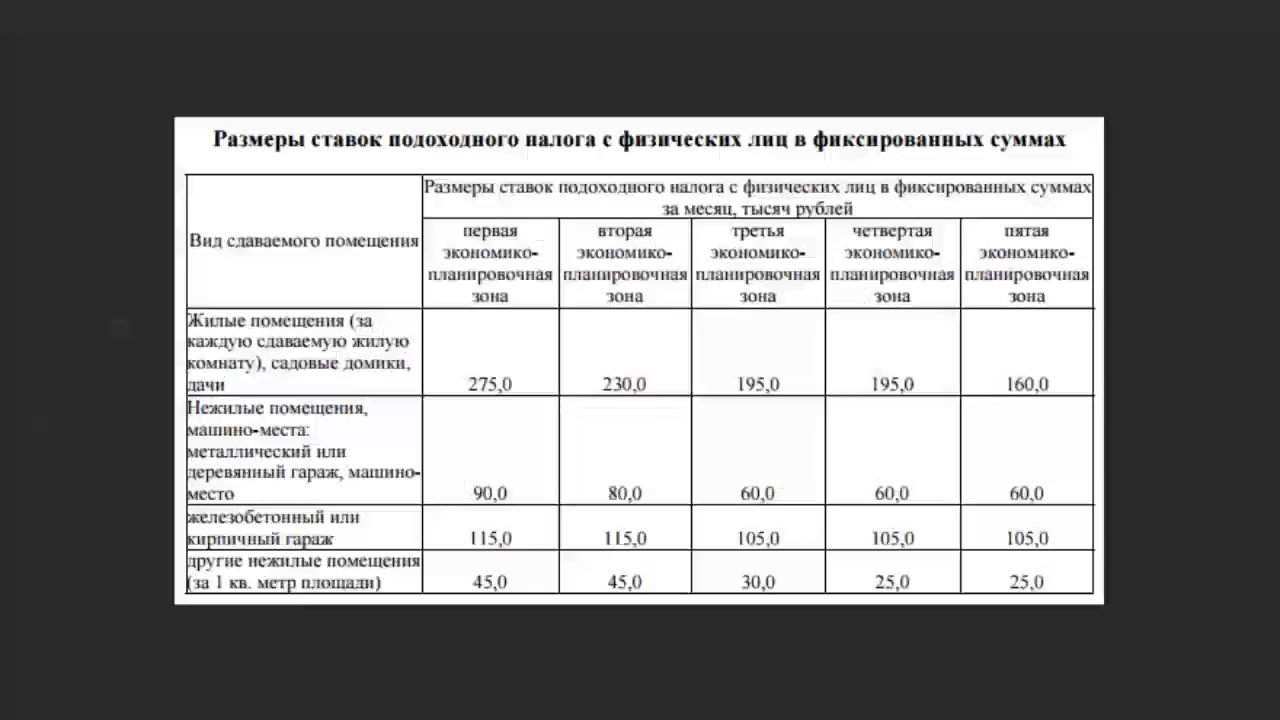 Размеры ставок подоходного налога с физических лиц в фиксированных суммах
Вид сдаваемого помещения
Размеры ставок подоходного налога с физических лиц в фиксированных суммах
за месяц, тысяч рублей
первая
экономико-
планировочная
зона
вторая
экономико-
планировочная
зона
третья
экономико-
планировочная
зона
четвертая
экономико-
планировочная
зона
пятая
экономико-
планировочная
зона
Жилые помещения (за
каждую сдаваемую жилую
комнату), садовые домики,
дачи
275,0 230,0 195,0 195,0 160,0
Нежилые помещения,
машино-места:
металлический или
деревянный гараж, машино-
место
90,0 80,0 60,0 60,0 60,0
железобетонный или
кирпичный гараж
115,0 115,0 105,0 105,0 105,0
другие нежилые помещения
(за 1 кв. метр площади)
45,0 45,0 30,0 25,0 25,0